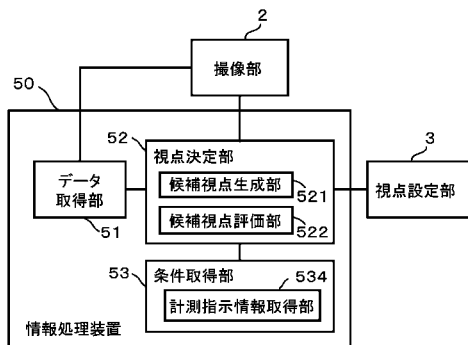 2
撮像部
50
52
視点決定部
候補視点生成部
521
候補視点評価部
522
データ
取得部
51
3
視点設定部
53
条件取得部
534
計測指示情報取得部
情報処理装置